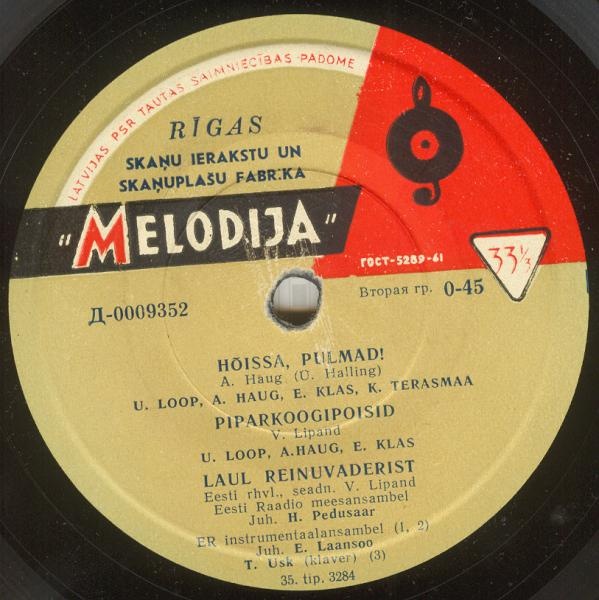 LATVIJAS PSR TAUTAS SAIMNIECĪBAS PADOME
RĪGAS
SKAŅU IERAKSTU UN
SKAŅUPLAŠU FABRIKA
"MELODIJA"
ГОСТ-5289-61
33⅓
Д-0009352
Вторая гр. 0-45
HÕISSA, PULMAD!
A. Haug (Ü. Halling)
U. LOOP, A. HAUG, E. KLAS, K. TERASMAA
PIPARKOOGIPOISID
V. Lipand
U. LOOP, A.HAUG, E. KLAS
LAUL REINUVADERIST
Eesti rhvl., seadn. V. Lipand
Eesti Raadio meesansambel
Juh. H. Pedusaar
ER instrumentaalansambel (1, 2)
Juh. E. Laansoo
T. Usk (klaver) (3)
35. tip. 3284